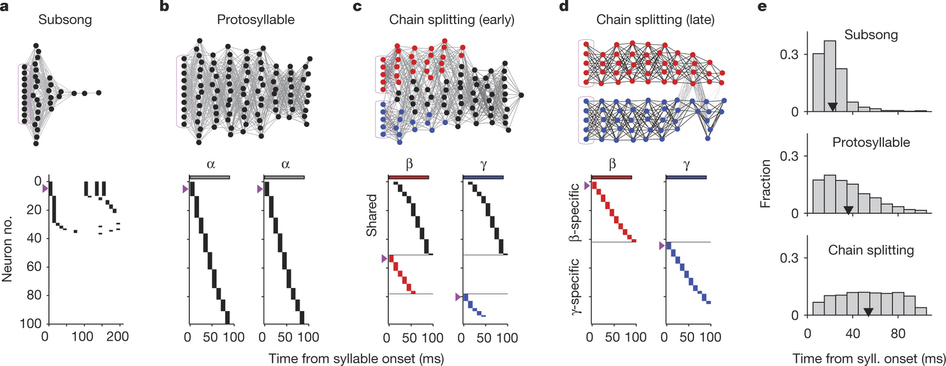 a
Subsong
b
Protosyllable
c
Chain splitting (early)
d
Chain splitting (late)
e
Neuron no.
0
20
40
60
80
100
0
100
200
α
α
0
50
100
0
50
100
β
γ
Shared
0
50
100
0
50
100
β
γ
β-specific
γ-specific
0
50
100
0
50
100
Time from syllable onset (ms)
Subsong
0.3
0
Protosyllable
0.3
0
Chain splitting
0.3
0
Fraction
0
40
80
Time from syll. onset (ms)